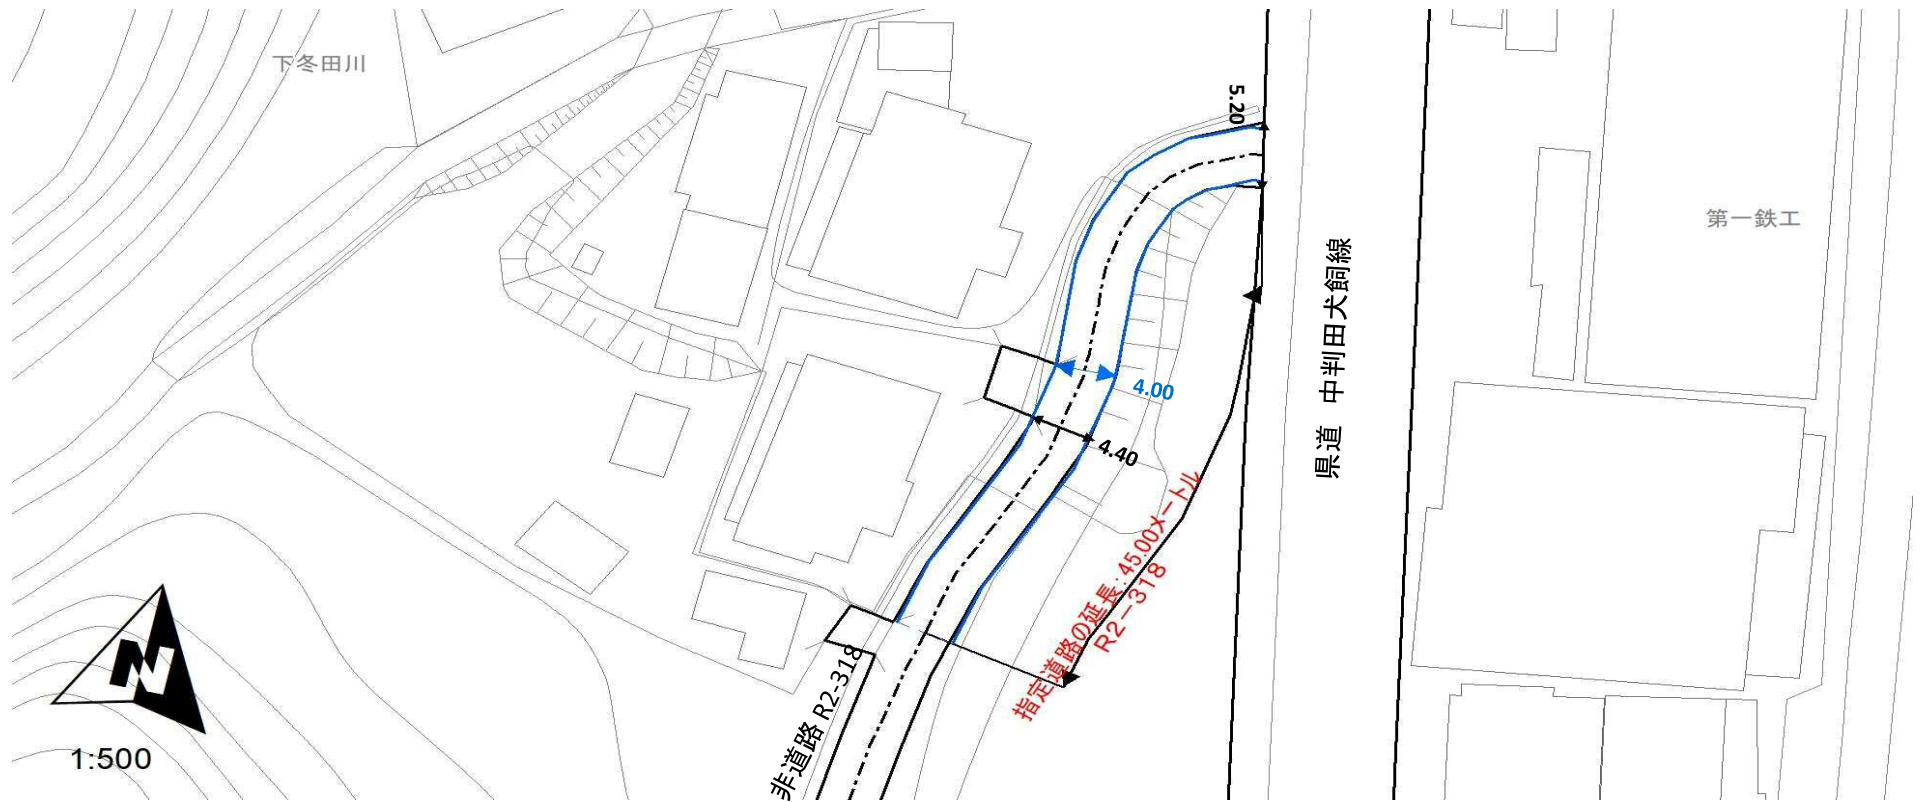 下冬田川
5.20
第一鉄工
県道 中判田犬飼線
4.00
4.40
指定道路の延長:45.00メートル
R2－318
非道路 R2-318
N
1:500